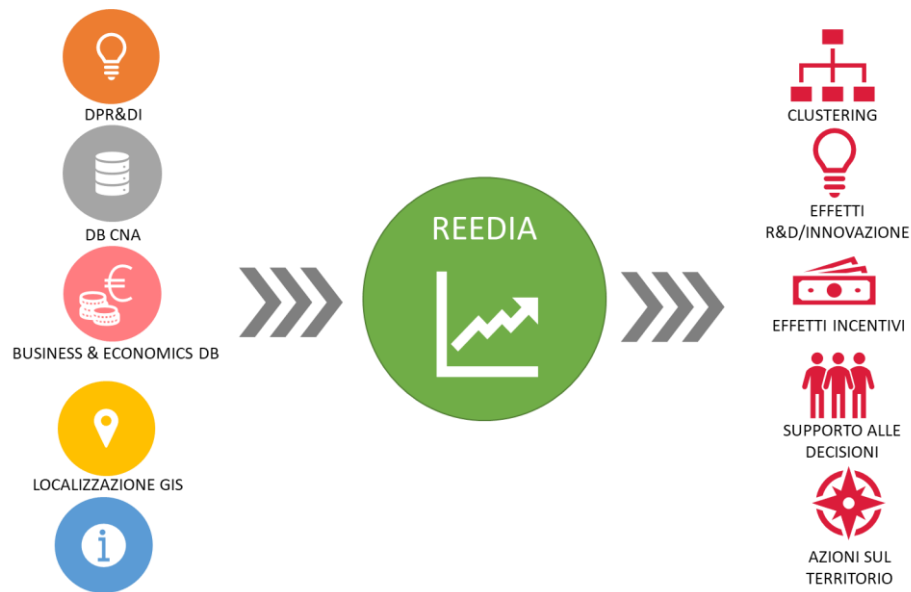 DPR&DI
DB CNA
BUSINESS & ECONOMICS DB
LOCALIZZAZIONE GIS
REEDIA
CLUSTERING
EFFETTI
R&D/INNOVAZIONE
EFFETTI INCENTIVI
SUPPORTO ALLE
DECISIONI
AZIONI SUL
TERRITORIO